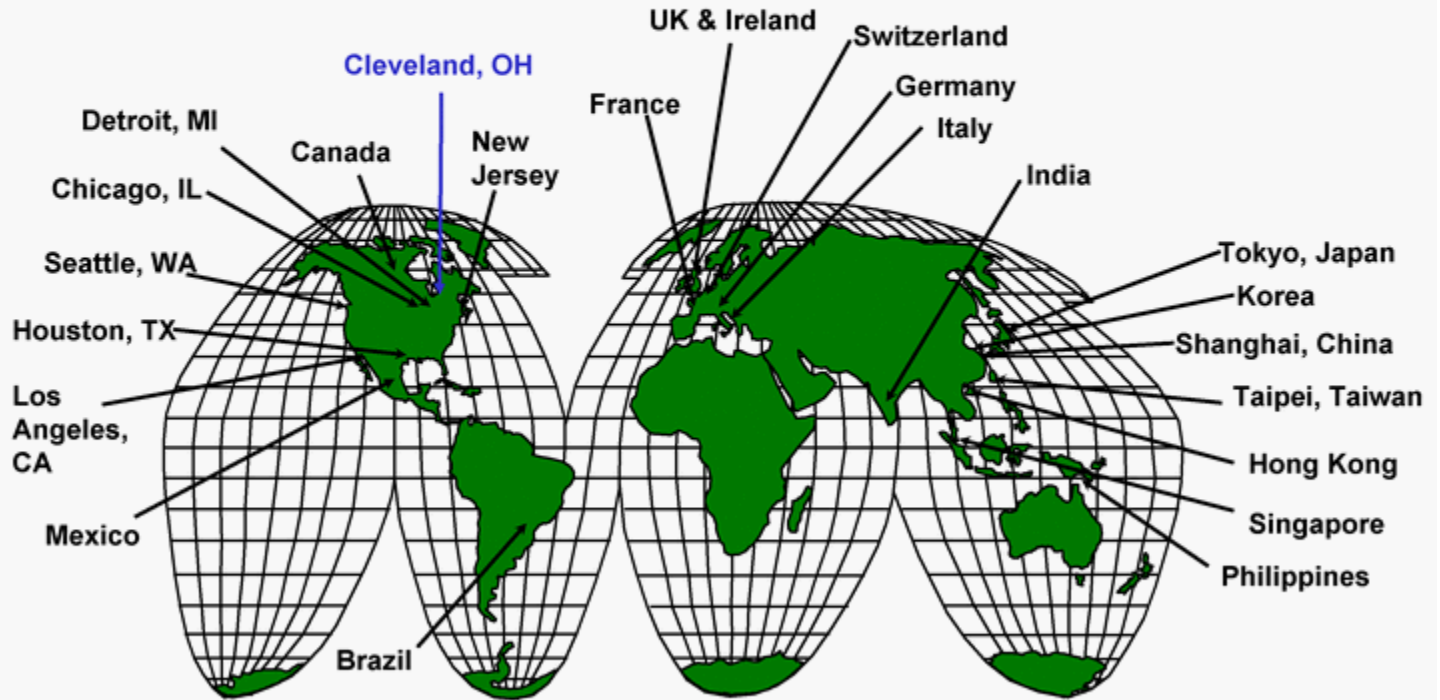 UK & Ireland
Switzerland
Cleveland, OH
Germany
France
Italy
Detroit, MI
New
Jersey
Canada
India
Chicago, IL
Tokyo, Japan
Seattle, WA
Korea
Houston, TX
Shanghai, China
Los
Angeles,
CA
Taipei, Taiwan
Hong Kong
Mexico
Singapore
Philippines
Brazil